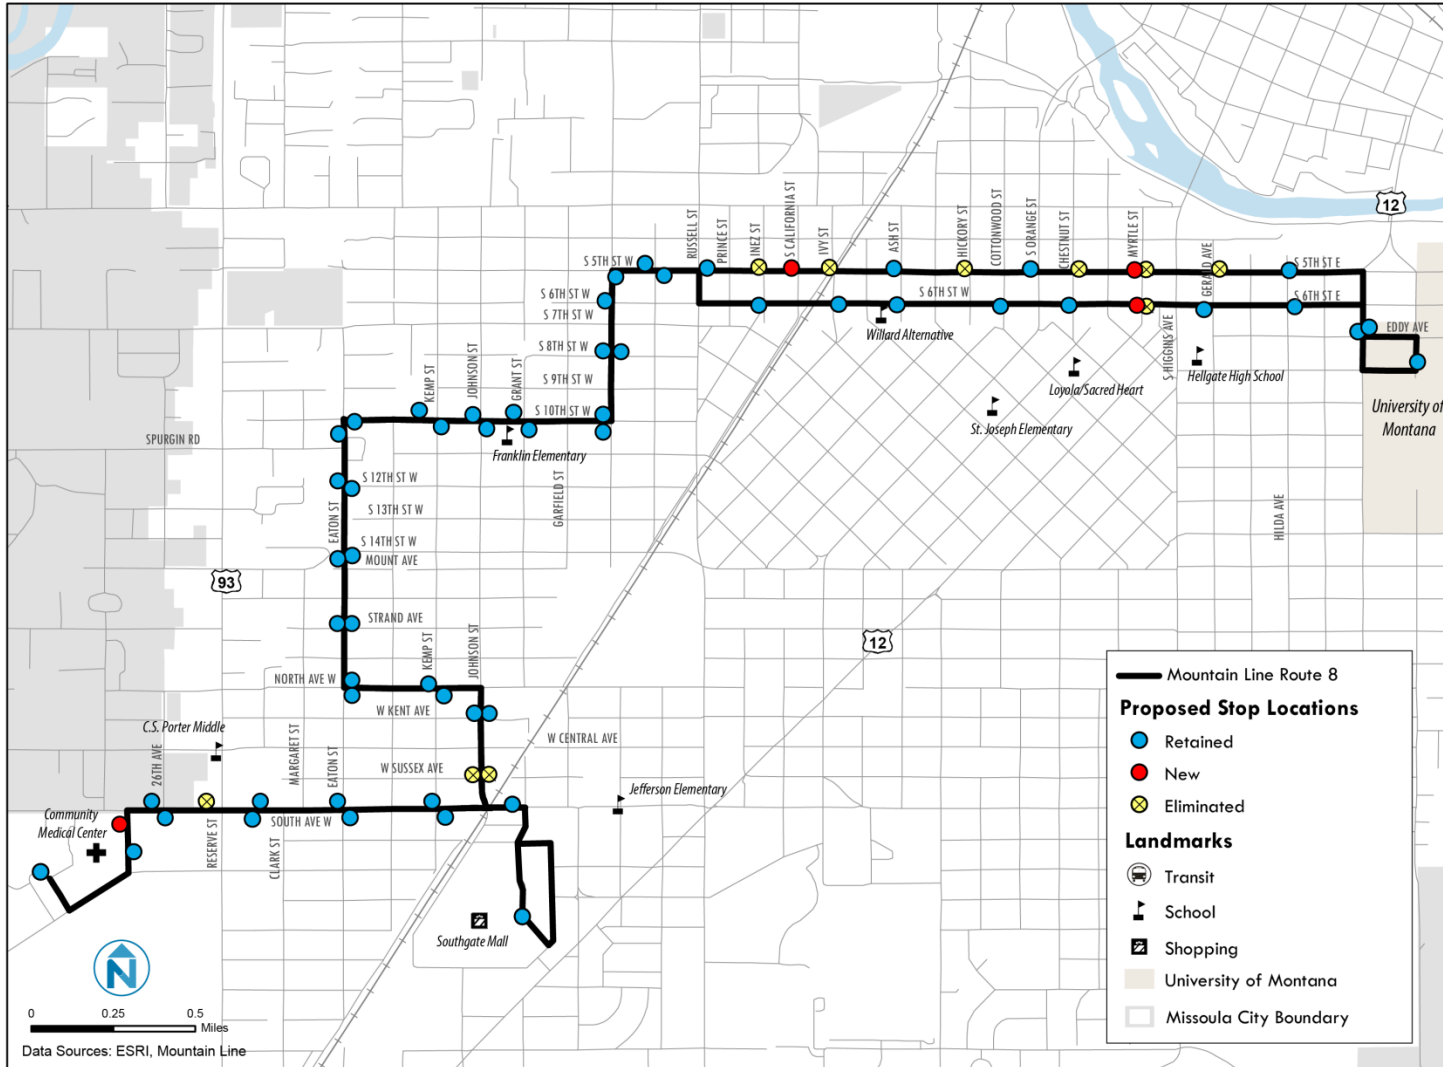 12
RUSSELL ST
PRINCE ST
INEZ ST
S CALIFORNIA ST
IVY ST
ASH ST
HICKORY ST
COTTONWOOD ST
S ORANGE ST
CHESTNUT ST
MYRTLE ST
GERALD AVE
S 5TH ST W
S 5TH ST E
S 6TH ST W
S 6TH ST W
S 6TH ST E
S 7TH ST W
EDDY AVE
Willard Alternative
S 8TH ST W
S HIGGINS AVE
KEMP ST
JOHNSON ST
GRANT ST
S 9TH ST W
Hellgate High School
Loyola/Sacred Heart
S 10TH ST W
University of
Montana
St. Joseph Elementary
SPURGIN RD
Franklin Elementary
GARFIELD ST
S 12TH ST W
EATON ST
S 13TH ST W
HILDA AVE
S 14TH ST W
MOUNT AVE
93
STRAND AVE
12
KEMP ST
JOHNSON ST
NORTH AVE W
W KENT AVE
C.S. Porter Middle
W CENTRAL AVE
26TH AVE
MARGARET ST
EATON ST
W SUSSEX AVE
Jefferson Elementary
Community
Medical Center
RESERVE ST
CLARK ST
SOUTH AVE W
Southgate Mall
N
0 0.25 0.5
Miles
Data Sources: ESRI, Mountain Line
Mountain Line Route 8
Proposed Stop Locations
Retained
New
Eliminated
Landmarks
Transit
School
Shopping
University of Montana
Missoula City Boundary